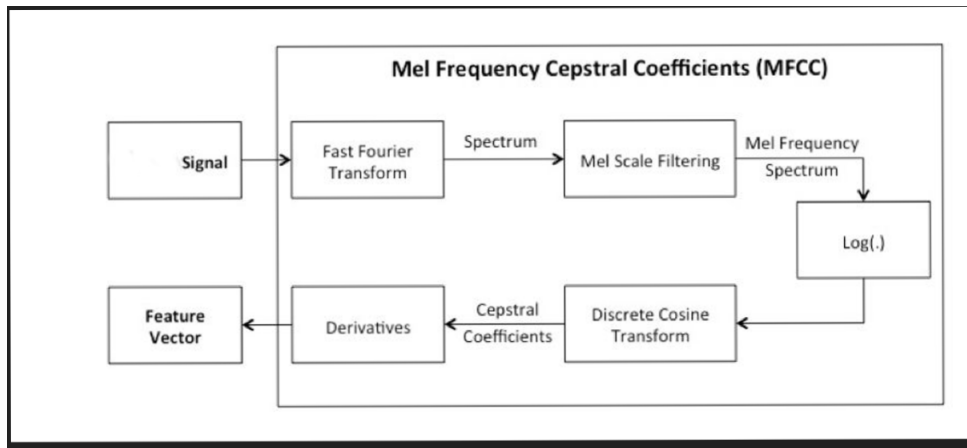 Mel Frequency Cepstral Coefficients (MFCC)
Signal
Fast Fourier
Transform
Spectrum
Mel Scale Filtering
Mel Frequency
Spectrum
Log(.)
Discrete Cosine
Transform
Cepstral
Coefficients
Derivatives
Feature
Vector